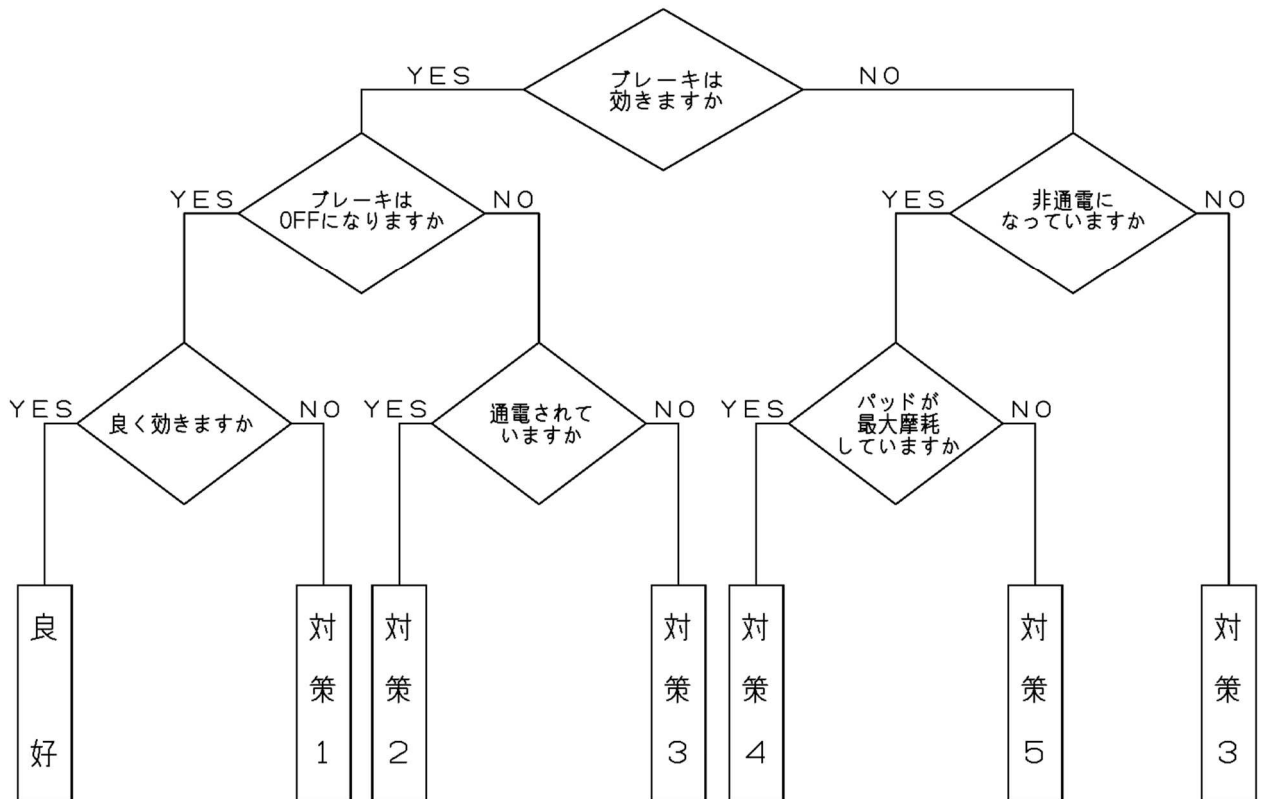 ブレーキは
効きますか
YES
NO
ブレーキは
OFFになりますか
YES
NO
非通電に
なっていますか
YES
NO
良く効きますか
YES
NO
通電されて
いますか
YES
NO
パッドが
最大摩耗
していますか
YES
NO
良好
対策1
対策2
対策3
対策4
対策5
対策3